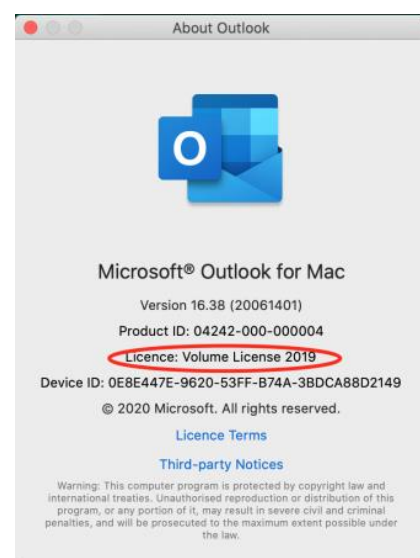 About Outlook
O
Microsoft® Outlook for Mac
Version 16.38 (20061401)
Product ID: 04242-000-000004
Licence: Volume License 2019
Device ID: 0E8E447E-9620-53FF-B74A-3BDCA88D2149
© 2020 Microsoft. All rights reserved.
Licence Terms
Third-party Notices
Warning: This computer program is protected by copyright law and
international treaties. Unauthorised reproduction or distribution of this
program, or any portion of it, may result in severe civil and criminal
penalties, and will be prosecuted to the maximum extent possible under
the law.